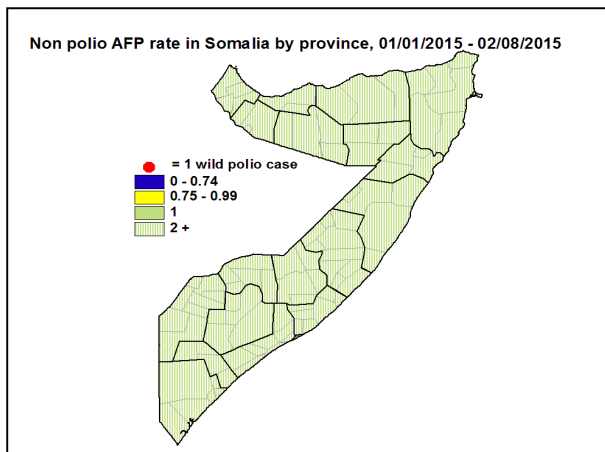 Non polio AFP rate in Somalia by province, 01/01/2015 - 02/08/2015
= 1 wild polio case
0 - 0.74
0.75 - 0.99
1
2 +